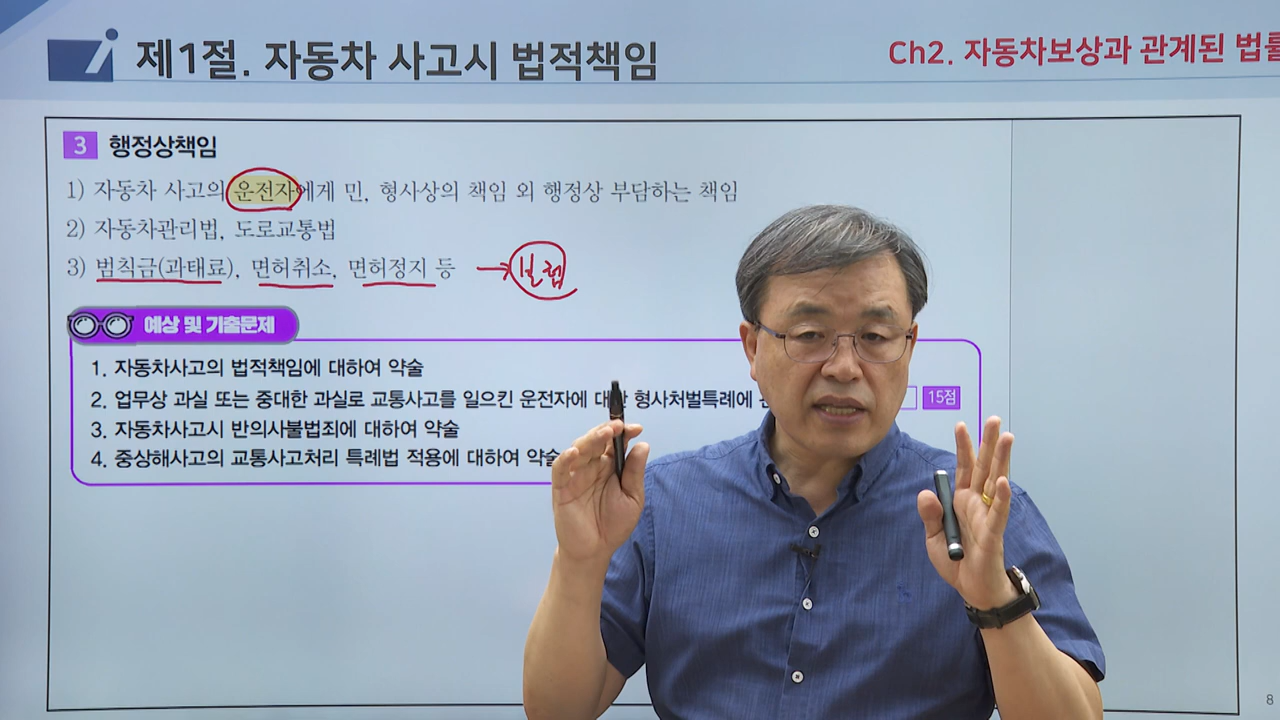 제1절. 자동차 사고시 법적책임
Ch2. 자동차보상과 관계된 법률
3 행정상책임
1) 자동차 사고의 운전자에게 민, 형사상의 책임 외 행정상 부담하는 책임
2) 자동차관리법, 도로교통법
3) 범칙금(과태료), 면허취소, 면허정지 등 →
예상 및 기출문제
1. 자동차사고의 법적책임에 대하여 약술
2. 업무상 과실 또는 중대한 과실로 교통사고를 일으킨 운전자에 대한 형사처벌특례에 15점
3. 자동차사고시 반의사불법죄에 대하여 약술
4. 중상해사고의 교통사고처리 특례법 적용에 대하여 약술
8